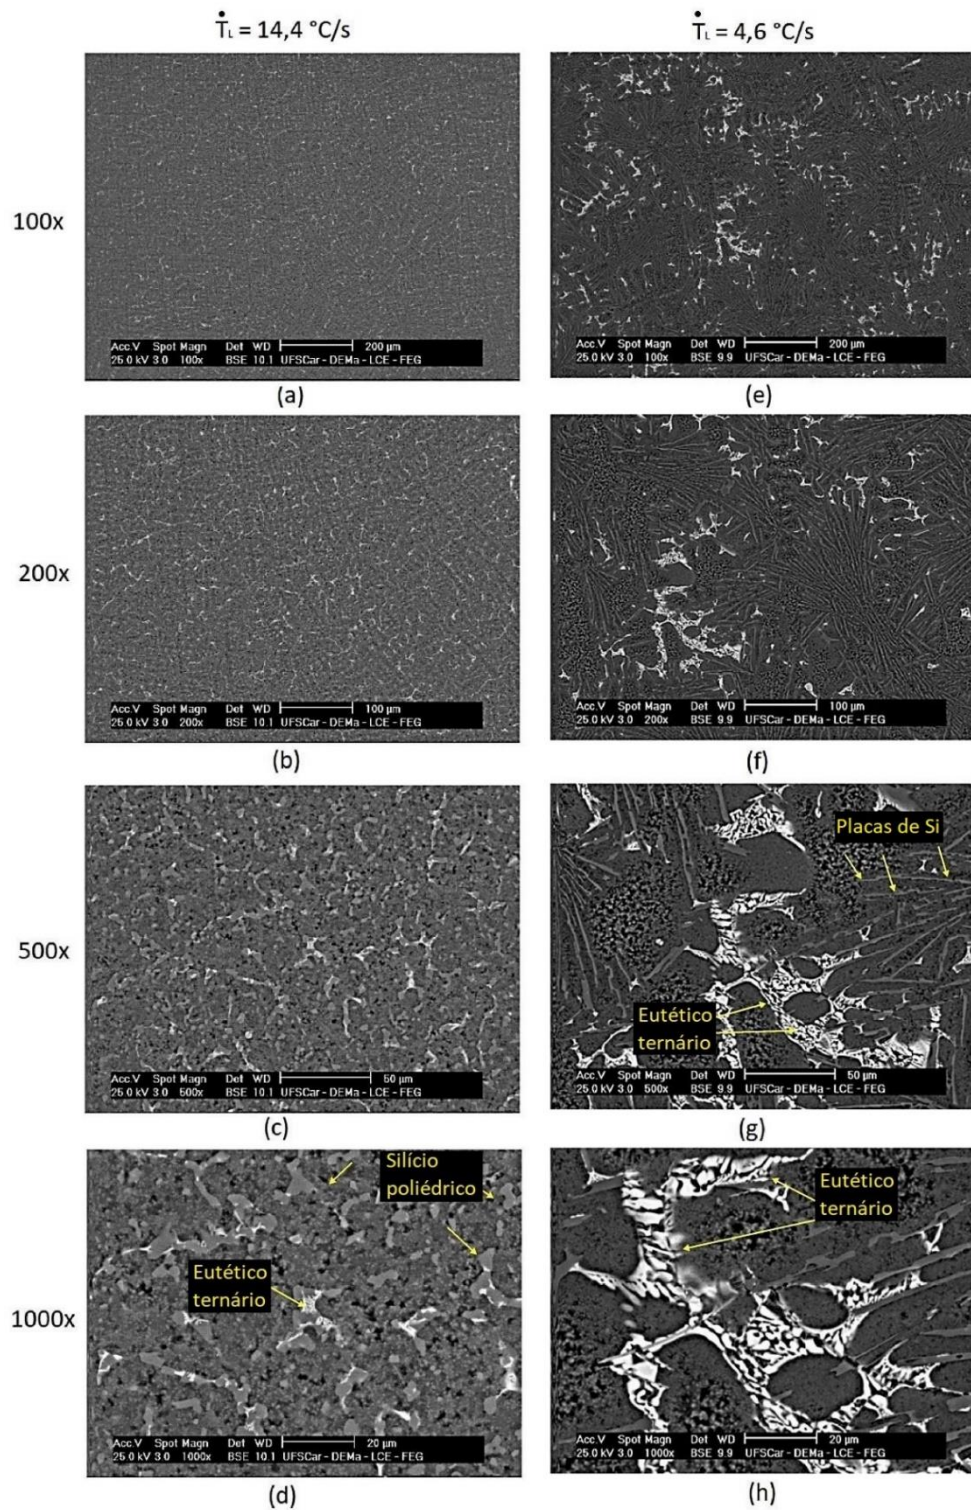 ṪL = 14,4 °C/s
ṪL = 4,6 °C/s
100x
Acc.V Spot Magn Det WD 200 µm
25.0 kV 3.0 100x BSE 10.1 UFSCar - DEMa - LCE - FEG
(a)
Acc.V Spot Magn Det WD 200 µm
25.0 kV 3.0 100x BSE 9.9 UFSCar - DEMa - LCE - FEG
(e)
200x
Acc.V Spot Magn Det WD 100 µm
25.0 kV 3.0 200x BSE 10.1 UFSCar - DEMa - LCE - FEG
(b)
Acc.V Spot Magn Det WD 100 µm
25.0 kV 3.0 200x BSE 9.9 UFSCar - DEMa - LCE - FEG
(f)
500x
Acc.V Spot Magn Det WD 50 µm
25.0 kV 3.0 500x BSE 10.1 UFSCar - DEMa - LCE - FEG
(c)
Placas de Si
Eutético
ternário
Acc.V Spot Magn Det WD 50 µm
25.0 kV 3.0 500x BSE 9.9 UFSCar - DEMa - LCE - FEG
(g)
1000x
Silício
poliédrico
Eutético
ternário
Acc.V Spot Magn Det WD 20 µm
25.0 kV 3.0 1000x BSE 10.1 UFSCar - DEMa - LCE - FEG
(d)
Eutético
ternário
Acc.V Spot Magn Det WD 20 µm
25.0 kV 3.0 1000x BSE 9.9 UFSCar - DEMa - LCE - FEG
(h)